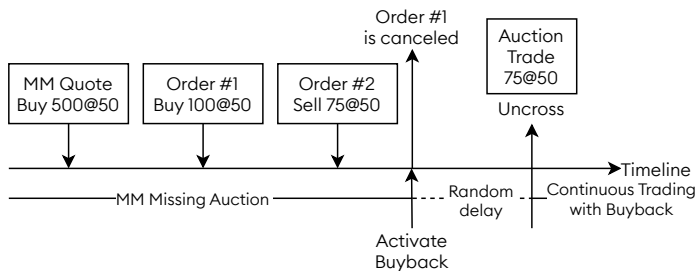 Order #1
is canceled
Auction
Trade
75@50
MM Quote
Buy 500@50
Order #1
Buy 100@50
Order #2
Sell 75@50
Uncross
Timeline
MM Missing Auction
Random
delay
Continuous Trading
with Buyback
Activate
Buyback